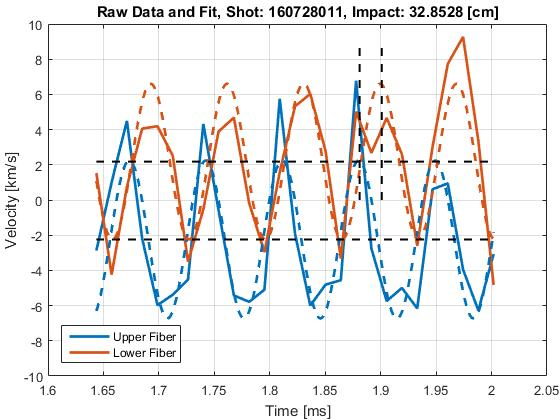 Raw Data and Fit, Shot: 160728011, Impact: 32.8528 [cm]
10
8
6
4
2
0
-2
-4
-6
-8
-10
Velocity [km/s]
Upper Fiber
Lower Fiber
1.6 1.65 1.7 1.75 1.8 1.85 1.9 1.95 2 2.05
Time [ms]